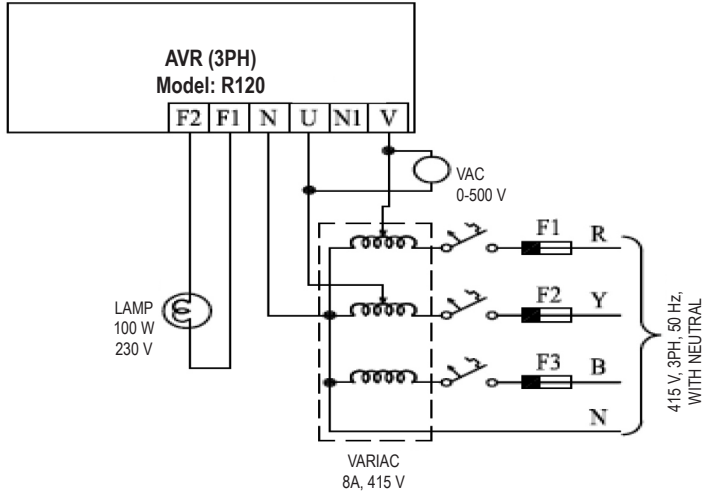 AVR (3PH)
Model: R120
F2 F1 N U N1 V
VAC
0-500 V
F1 R
F2 Y
F3 B
N
LAMP
100 W
230 V
415 V, 3PH, 50 Hz,
WITH NEUTRAL
VARIAC
8A, 415 V